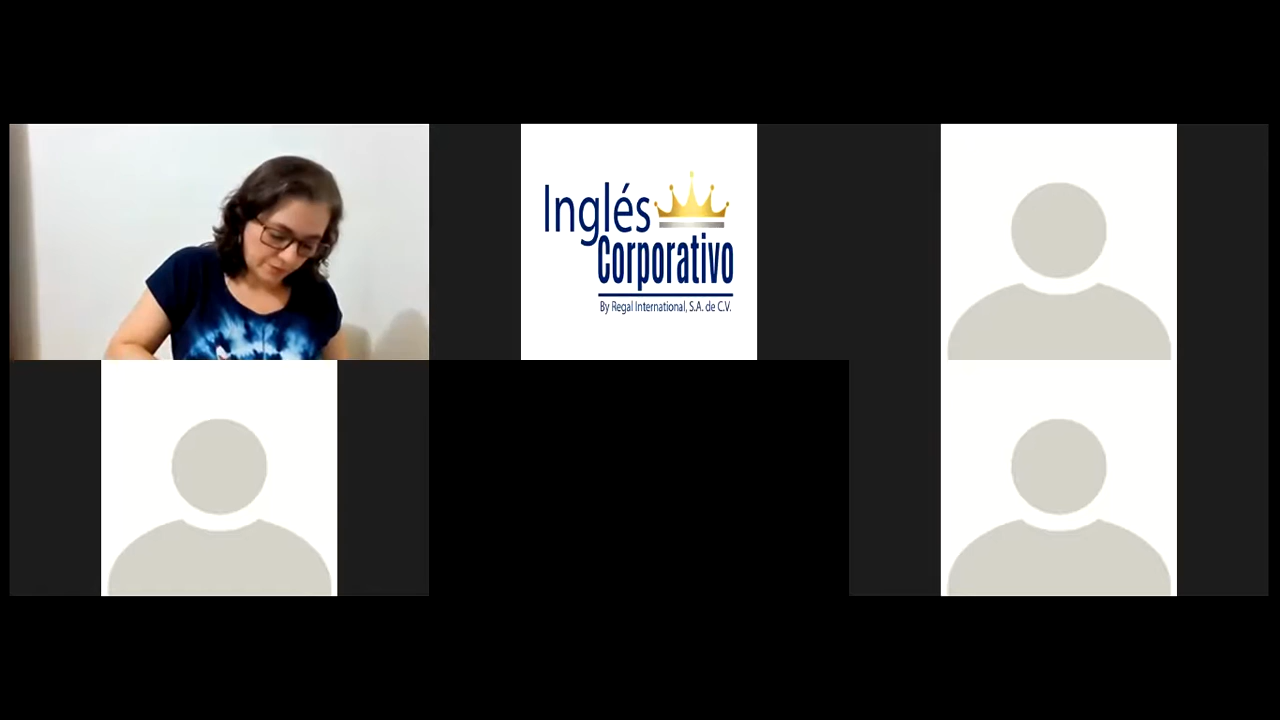 Inglés
Corporativo
By Regal International, S.A. de C.V.